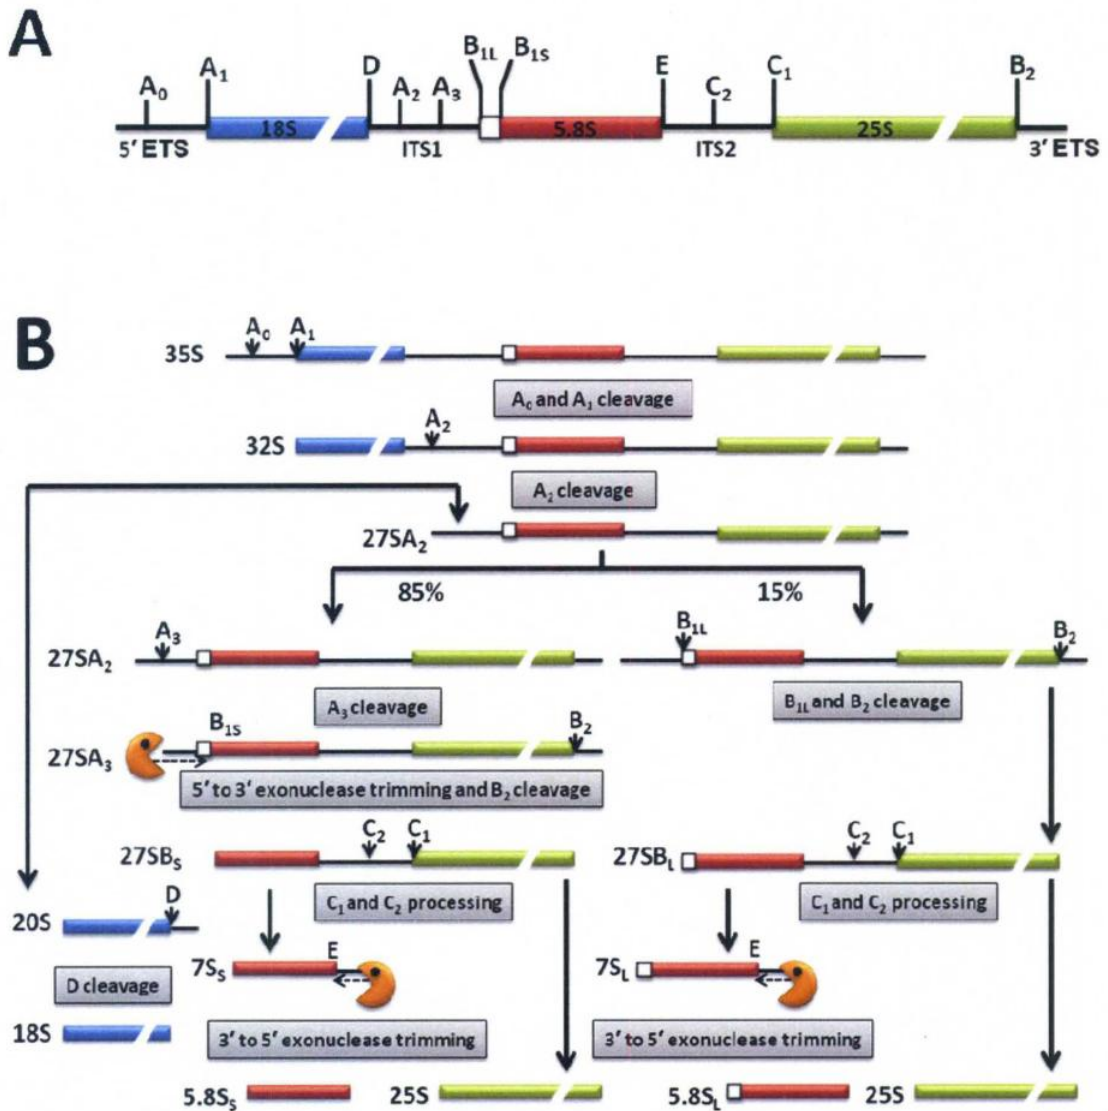 A
A₀ A₁ D A₂ A₃ B₁L B₁S E C₂ C₁ B₂
18S 5.8S 25S
5′ ETS ITS1 ITS2 3′ ETS
B
A₀ A₁
35S
A₀ and A₁ cleavage
A₂
32S
A₂ cleavage
27SA₂
85% 15%
A₃ B₁L B₂
27SA₂
A₃ cleavage B₁L and B₂ cleavage
B₁S B₂
27SA₃
5′ to 3′ exonuclease trimming and B₂ cleavage
C₂ C₁ C₂ C₁
27SBS 27SBL
C₁ and C₂ processing C₁ and C₂ processing
D
20S
E E
7SS 7SL
D cleavage
18S
3′ to 5′ exonuclease trimming 3′ to 5′ exonuclease trimming
5.8SS 25S 5.8SL 25S